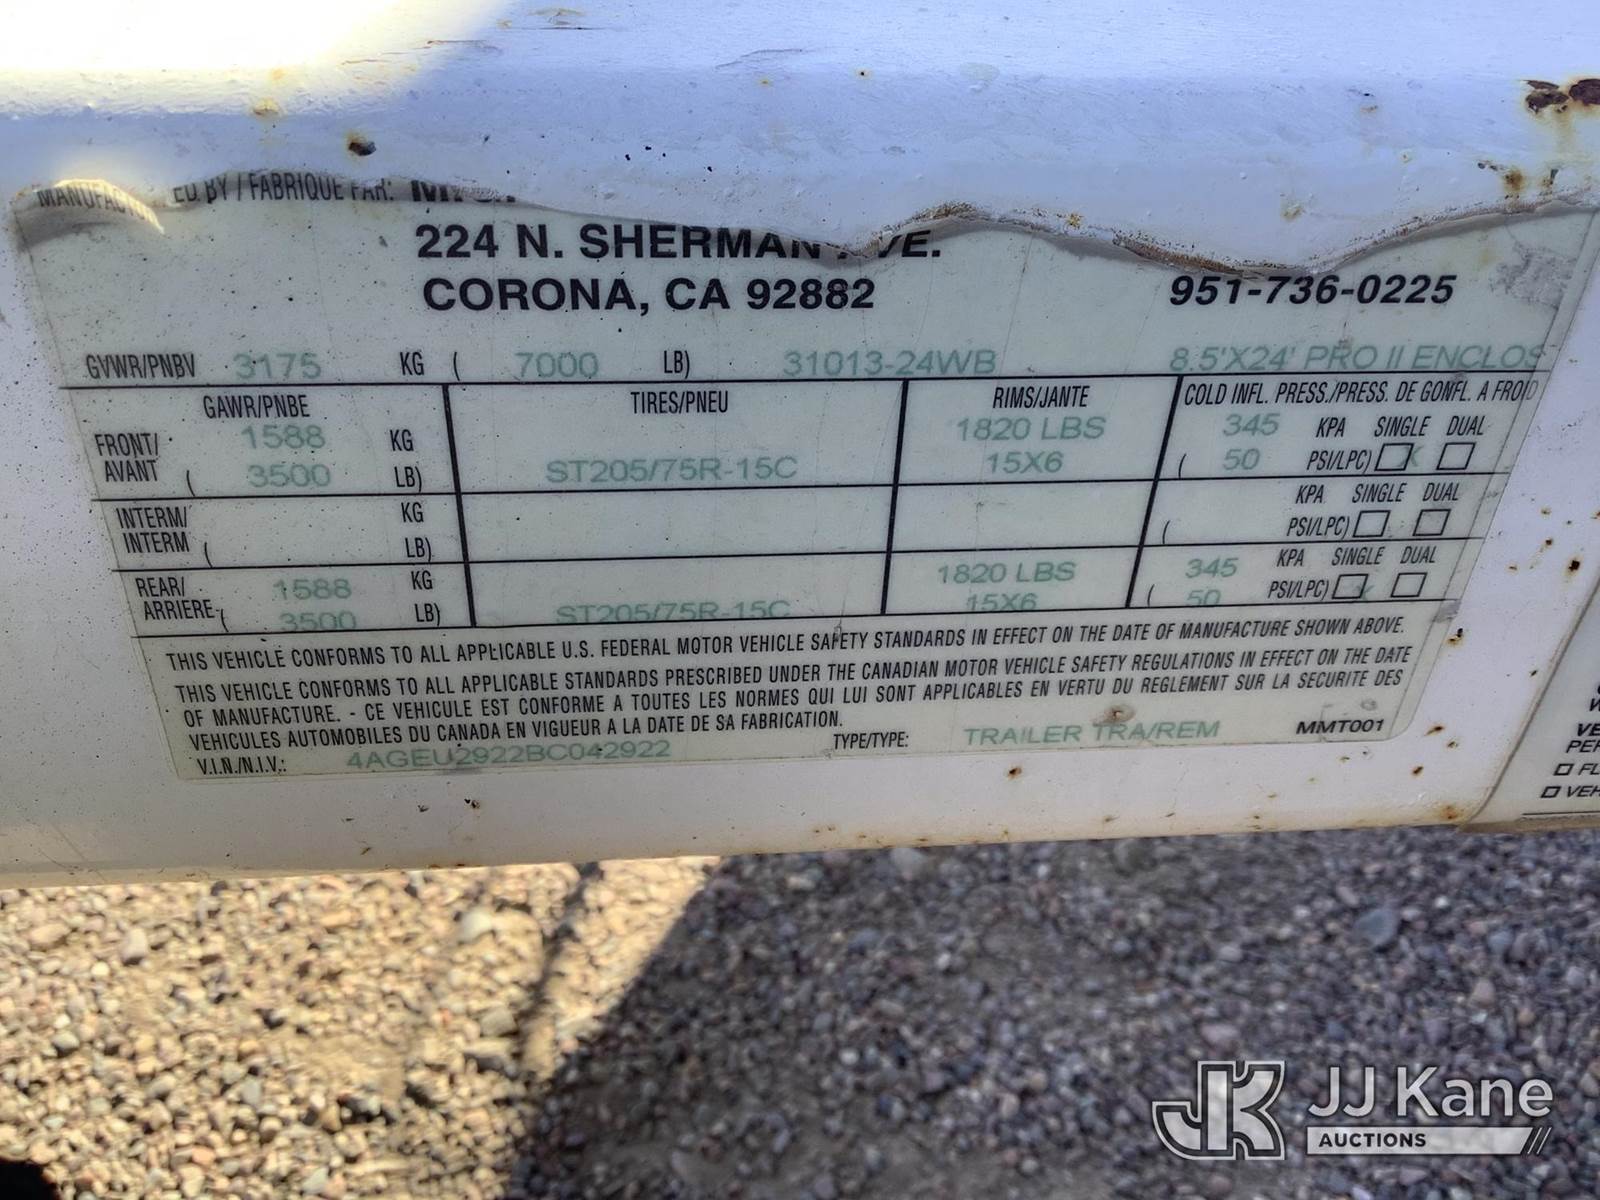 MANUFACTURED BY / FABRIQUE PAR:
224 N. SHERMAN AVE.
CORONA, CA 92882 951-736-0225
GVWR/PNBV 3175 KG ( 7000 LB) 31013-24WB 8.5'X24' PRO II ENCLOS
GAWR/PNBE TIRES/PNEU RIMS/JANTE COLD INFL. PRESS./PRESS. DE GONFL. A FROID
FRONT/ 1588 KG 1820 LBS 345 KPA SINGLE DUAL
AVANT ( 3500 LB) ST205/75R-15C 15X6 ( 50 PSI/LPC) ☐ X ☐
INTERM/ KG KPA SINGLE DUAL
INTERM ( LB) ( PSI/LPC) ☐ ☐
REAR/ 1588 KG 1820 LBS 345 KPA SINGLE DUAL
ARRIERE ( 3500 LB) ST205/75R-15C 15X6 ( 50 PSI/LPC) ☐ X ☐
THIS VEHICLE CONFORMS TO ALL APPLICABLE U.S. FEDERAL MOTOR VEHICLE SAFETY STANDARDS IN EFFECT ON THE DATE OF MANUFACTURE SHOWN ABOVE.
THIS VEHICLE CONFORMS TO ALL APPLICABLE STANDARDS PRESCRIBED UNDER THE CANADIAN MOTOR VEHICLE SAFETY REGULATIONS IN EFFECT ON THE DATE
OF MANUFACTURE. - CE VEHICULE EST CONFORME A TOUTES LES NORMES QUI LUI SONT APPLICABLES EN VERTU DU REGLEMENT SUR LA SECURITE DES
VEHICULES AUTOMOBILES DU CANADA EN VIGUEUR A LA DATE DE SA FABRICATION.
V.I.N./N.I.V.: 4AGEU2922BC042922 TYPE/TYPE: TRAILER TRA/REM MMT001
☐ FL
☐ VEH
JK JJ Kane
AUCTIONS